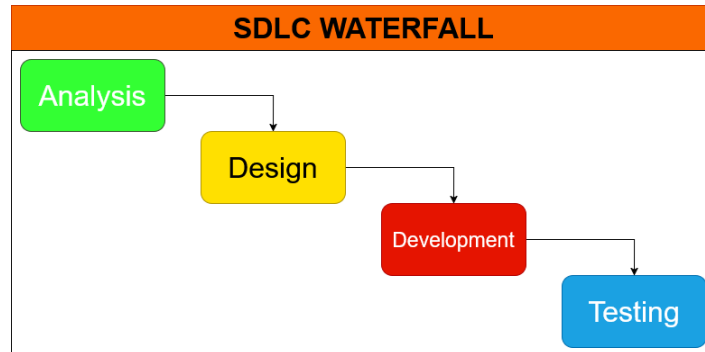 SDLC WATERFALL
Analysis
Design
Development
Testing